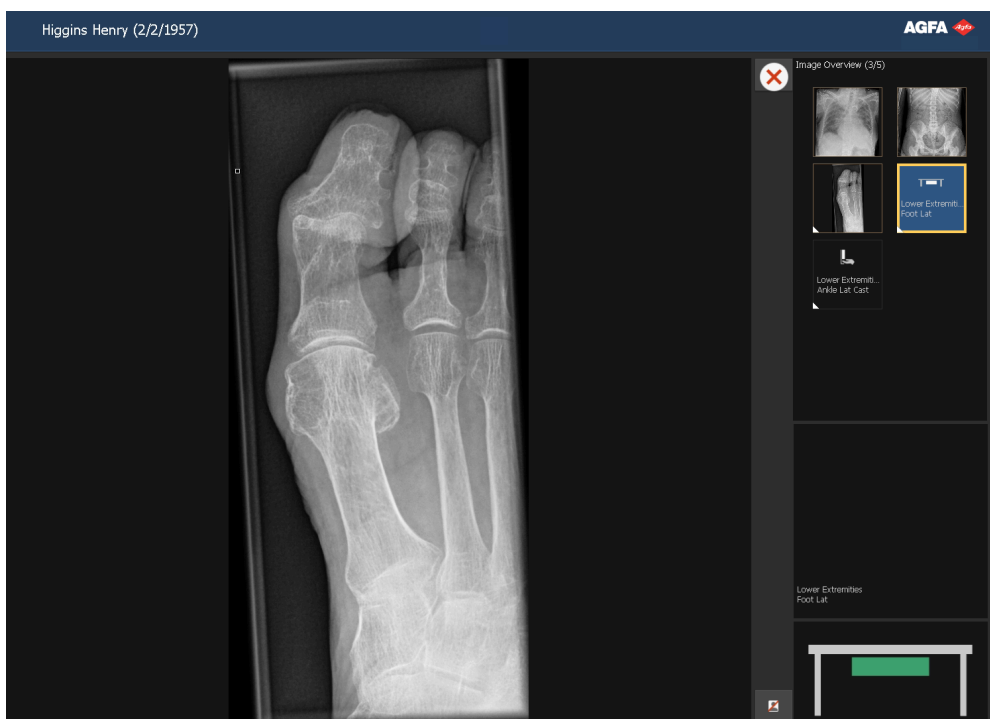 Higgins Henry (2/2/1957)
AGFA
Agfa
Image Overview (3/5)
Lower Extremiti...
Foot Lat
Lower Extremiti...
Ankle Lat Cast
Lower Extremities
Foot Lat